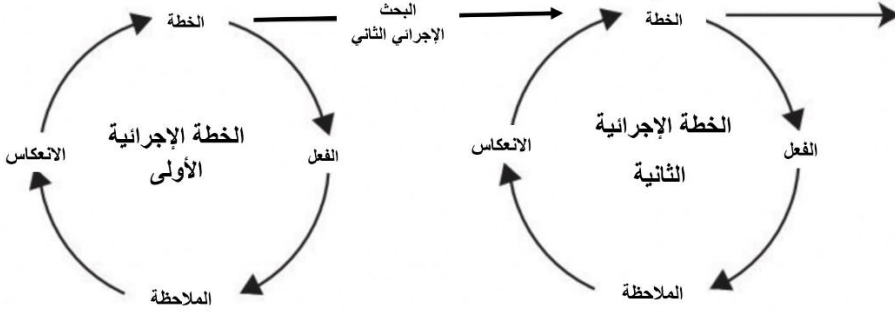 الخطة
الفعل
الملاحظة
الانعكاس
الخطة الإجرائية
الأولى
البحث
الإجرائي الثاني
الخطة
الفعل
الملاحظة
الانعكاس
الخطة الإجرائية
الثانية